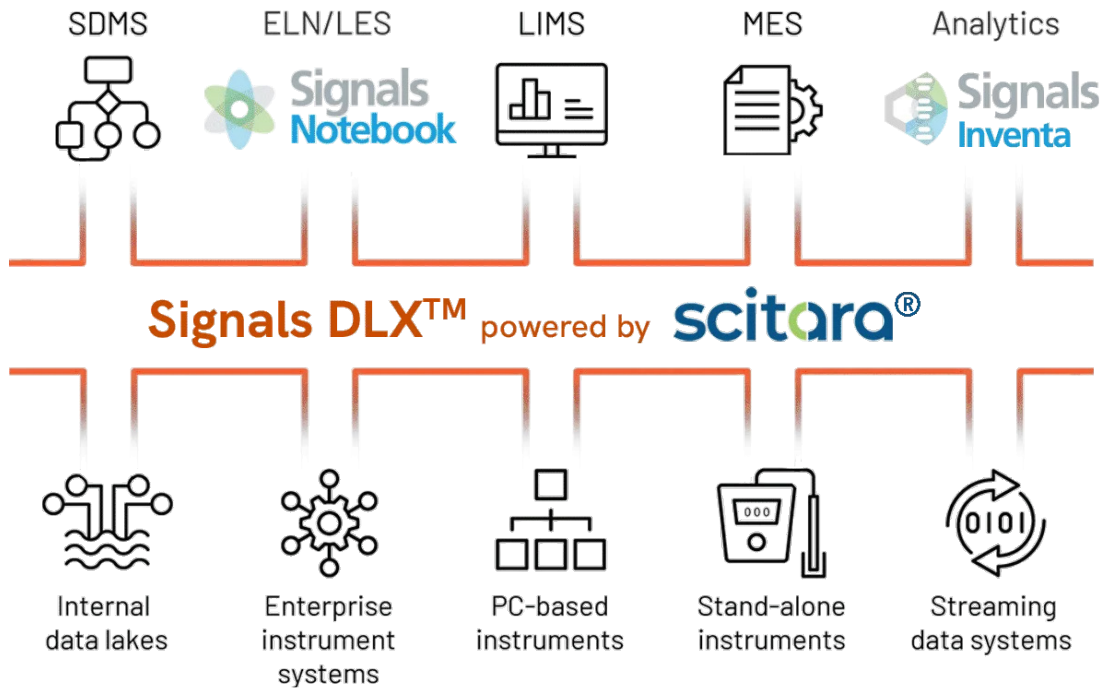 SDMS
ELN/LES
LIMS
MES
Analytics
Signals
Notebook
Signals
Inventa
Signals DLX™ powered by scitara®
000
0101
Internal
data lakes
Enterprise
instrument
systems
PC-based
instruments
Stand-alone
instruments
Streaming
data systems